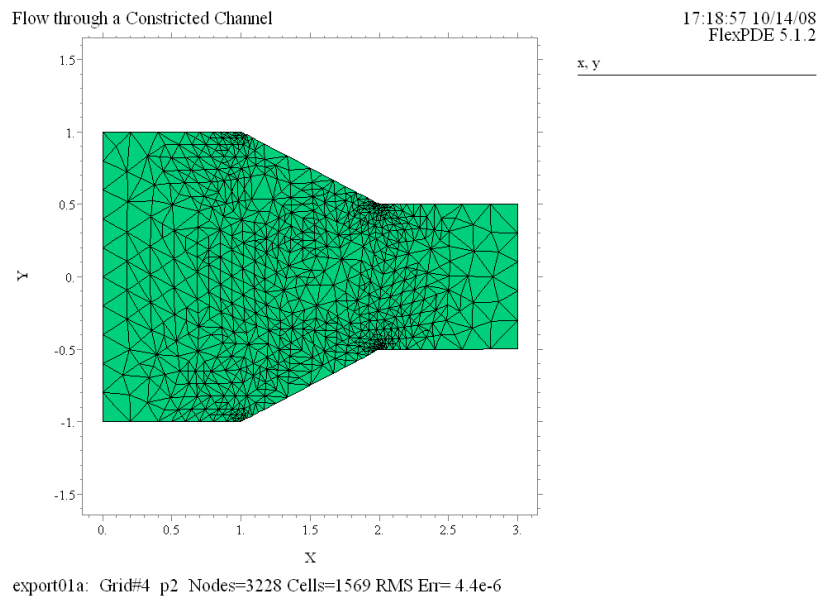 Flow through a Constricted Channel
17:18:57 10/14/08
FlexPDE 5.1.2
x, y
1.5
1.
0.5
0.
-0.5
-1.
-1.5
Y
0. 0.5 1. 1.5 2. 2.5 3.
X
export01a: Grid#4 p2 Nodes=3228 Cells=1569 RMS Err= 4.4e-6